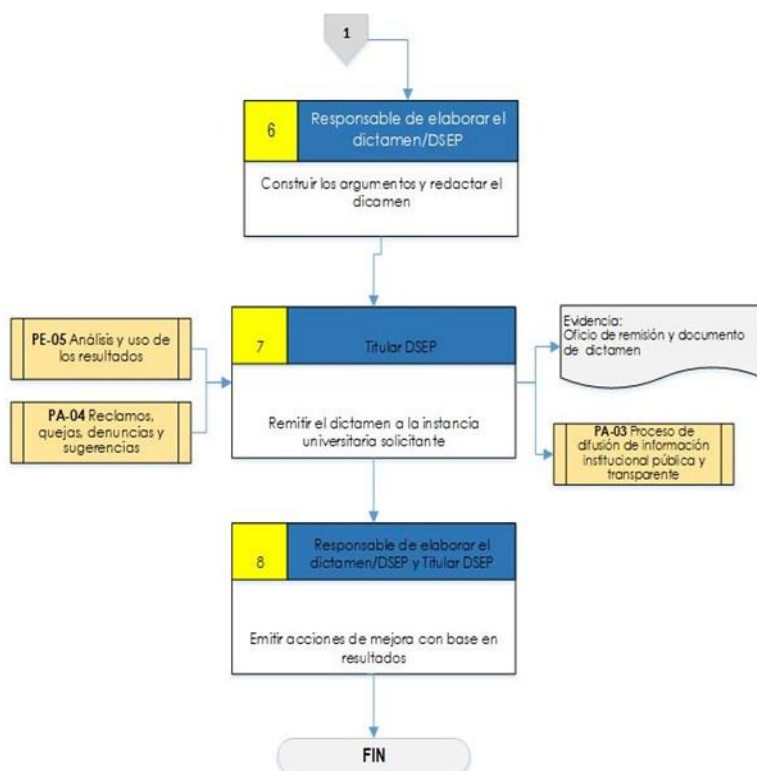 1
6
Responsable de elaborar el
dictamen/DSEP
Construir los argumentos y redactar el
dicamen
PE-05 Análisis y uso de
los resultados
PA-04 Reclamos,
quejas, denuncias y
sugerencias
7
Titular DSEP
Remitir el dictamen a la instancia
universitaria solicitante
Evidencia:
Oficio de remisión y documento
de dictamen
PA-03 Proceso de
difusión de información
institucional pública y
transparente
8
Responsable de elaborar el
dictamen/DSEP y Titular DSEP
Emitir acciones de mejora con base en
resultados
FIN